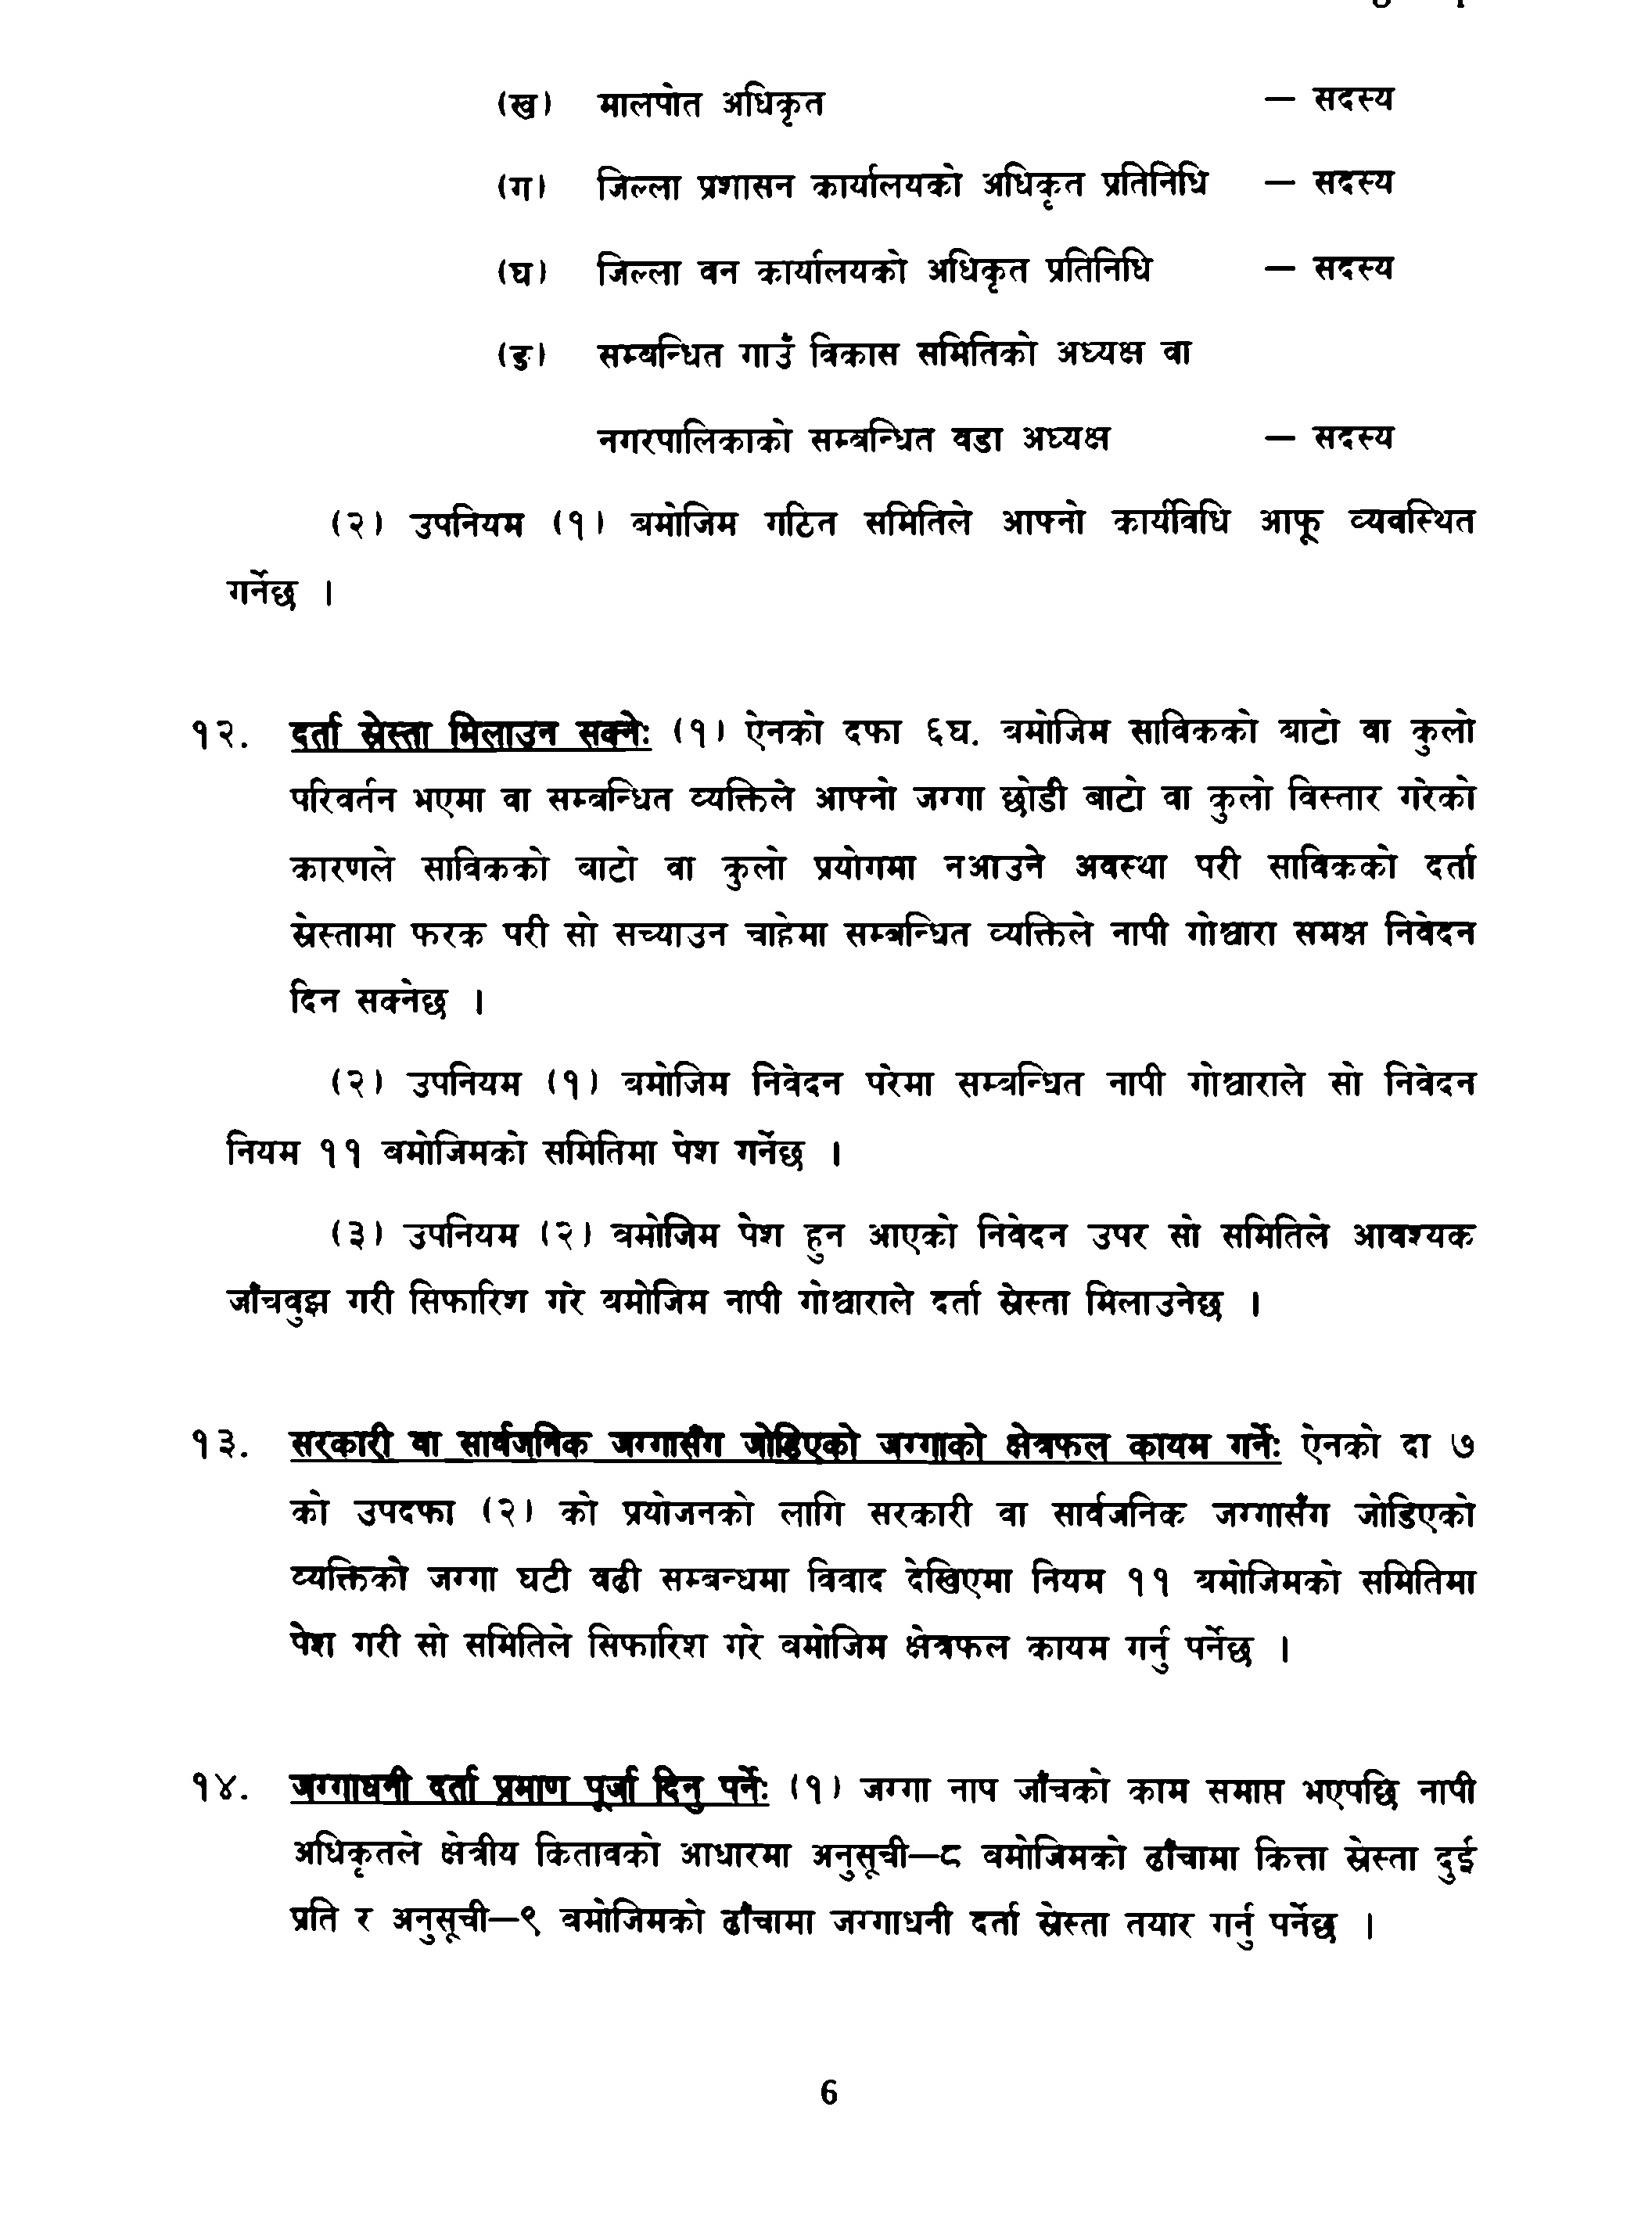 (ख) मालपोत अधिकृत — सदस्य
(ग) जिल्ला प्रशासन कार्यालयको अधिकृत प्रतिनिधि — सदस्य
(घ) जिल्ला वन कार्यालयको अधिकृत प्रतिनिधि — सदस्य
(ङ) सम्बन्धित गाउँ विकास समितिको अध्यक्ष वा
नगरपालिकाको सम्बन्धित वडा अध्यक्ष — सदस्य
(२) उपनियम (१) बमोजिम गठित समितिले आफ्नो कार्यविधि आफू व्यवस्थित
गर्नेछ ।
१२. दर्ता स्रेस्ता मिलाउन सक्नेः (१) ऐनको दफा ६घ. बमोजिम साविकको बाटो वा कुलो
परिवर्तन भएमा वा सम्बन्धित व्यक्तिले आफ्नो जग्गा छोडी बाटो वा कुलो विस्तार गरेको
कारणले साविकको बाटो वा कुलो प्रयोगमा नआउने अवस्था परी साविकको दर्ता
स्रेस्तामा फरक परी सो सच्याउन चाहेमा सम्बन्धित व्यक्तिले नापी गोश्वारा समक्ष निवेदन
दिन सक्नेछ ।
(२) उपनियम (१) बमोजिम निवेदन परेमा सम्बन्धित नापी गोश्वाराले सो निवेदन
नियम ११ बमोजिमको समितिमा पेश गर्नेछ ।
(३) उपनियम (२) बमोजिम पेश हुन आएको निवेदन उपर सो समितिले आवश्यक
जाँचबुझ गरी सिफारिश गरे बमोजिम नापी गोश्वाराले दर्ता स्रेस्ता मिलाउनेछ ।
१३. सरकारी वा सार्वजनिक जग्गासँग जोडिएको जग्गाको क्षेत्रफल कायम गर्नेः ऐनको दा ७
को उपदफा (२) को प्रयोजनको लागि सरकारी वा सार्वजनिक जग्गासँग जोडिएको
व्यक्तिको जग्गा घटी बढी सम्बन्धमा विवाद देखिएमा नियम ११ बमोजिमको समितिमा
पेश गरी सो समितिले सिफारिश गरे बमोजिम क्षेत्रफल कायम गर्नु पर्नेछ ।
१४. जग्गाधनी दर्ता प्रमाण पूर्जा दिनु पर्नेः (१) जग्गा नाप जाँचको काम समाप्त भएपछि नापी
अधिकृतले क्षेत्रीय किताबको आधारमा अनुसूची–८ बमोजिमको ढाँचामा कित्ता स्रेस्ता दुई
प्रति र अनुसूची–९ बमोजिमको ढाँचामा जग्गाधनी दर्ता स्रेस्ता तयार गर्नु पर्नेछ ।
6